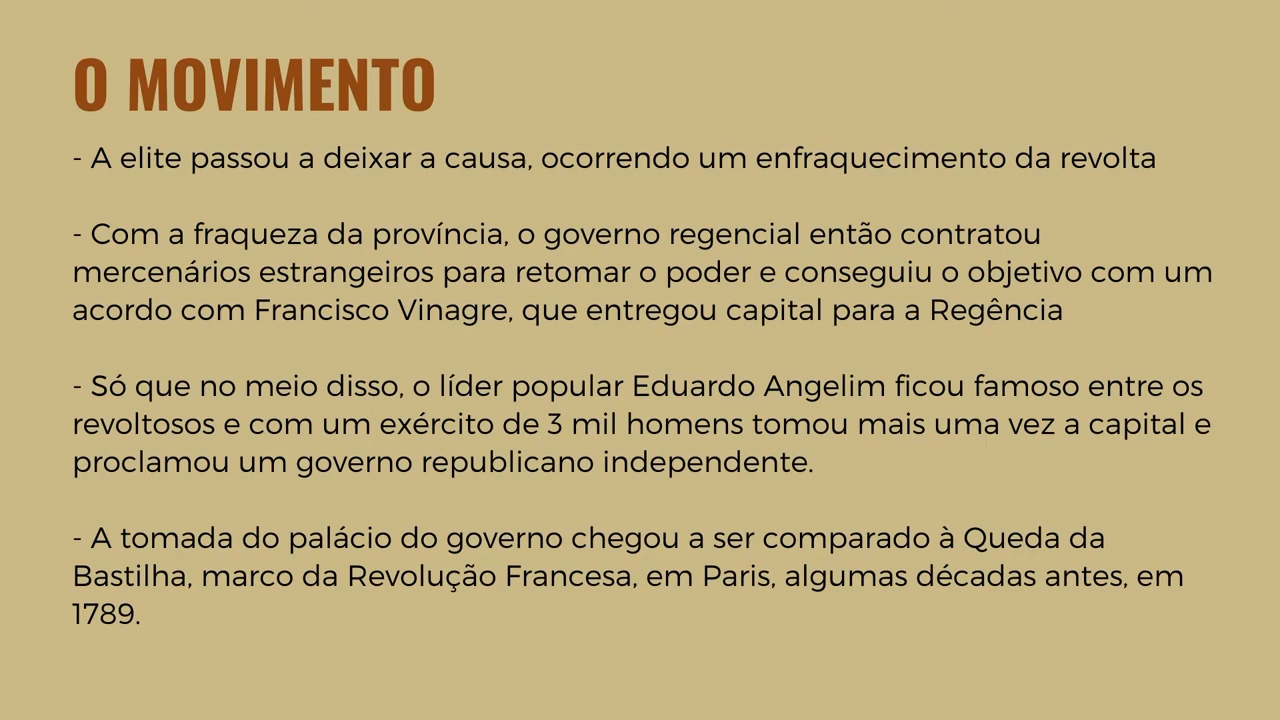 O MOVIMENTO
- A elite passou a deixar a causa, ocorrendo um enfraquecimento da revolta
- Com a fraqueza da província, o governo regencial então contratou
mercenários estrangeiros para retomar o poder e conseguiu o objetivo com um
acordo com Francisco Vinagre, que entregou capital para a Regência
- Só que no meio disso, o líder popular Eduardo Angelim ficou famoso entre os
revoltosos e com um exército de 3 mil homens tomou mais uma vez a capital e
proclamou um governo republicano independente.
- A tomada do palácio do governo chegou a ser comparado à Queda da
Bastilha, marco da Revolução Francesa, em Paris, algumas décadas antes, em
1789.